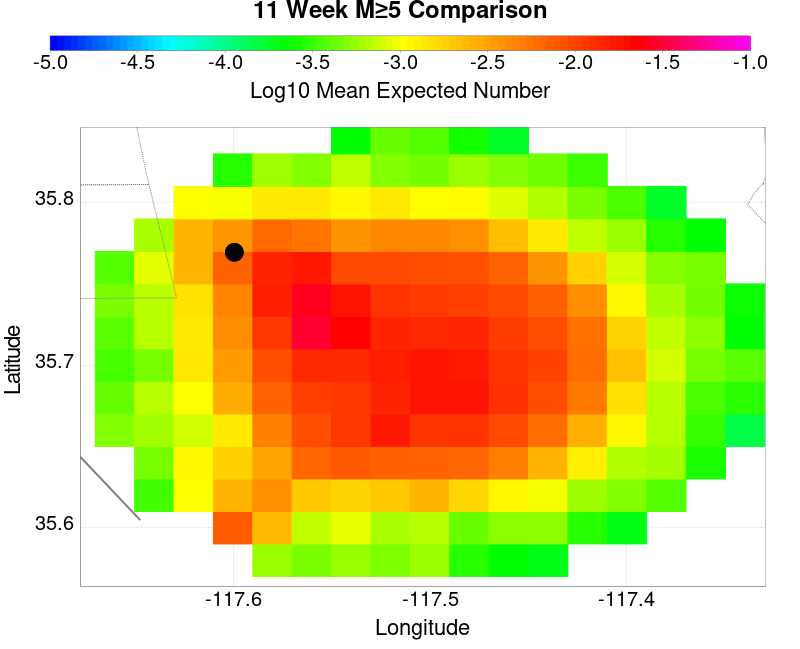 11 Week M≥5 Comparison
-5.0 -4.5 -4.0 -3.5 -3.0 -2.5 -2.0 -1.5 -1.0
Log10 Mean Expected Number
35.8
35.7
35.6
Latitude
-117.6 -117.5 -117.4
Longitude